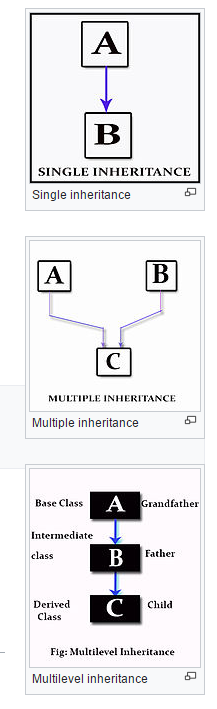 A
B
SINGLE INHERITANCE
Single inheritance
A B
C
MULTIPLE INHERITANCE
Multiple inheritance
Base Class A Grandfather
Intermediate
class B Father
Derived
Class C Child
Fig: Multilevel Inheritance
Multilevel inheritance